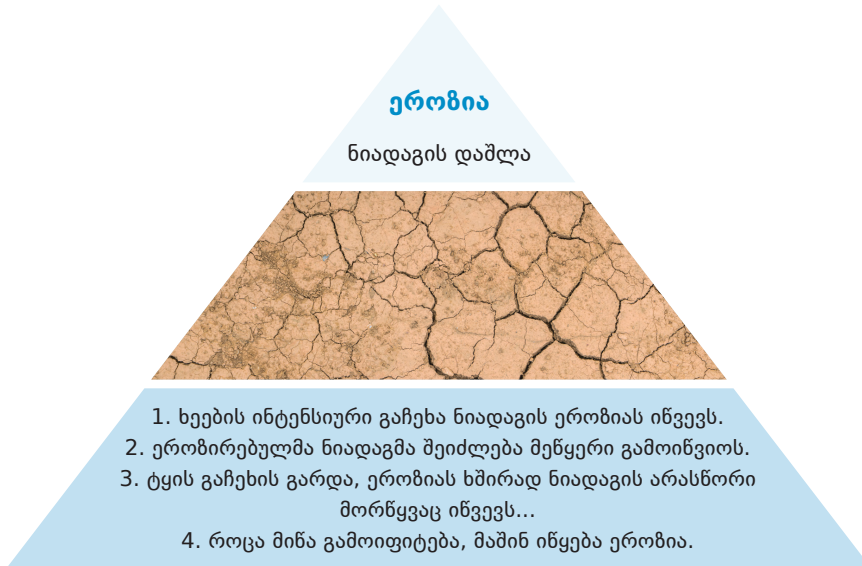 ეროზია
ნიადაგის დაშლა
1. ხეების ინტენსიური გაჩეხა ნიადაგის ეროზიას იწვევს.
2. ეროზირებულმა ნიადაგმა შეიძლება მეწყერი გამოიწვიოს.
3. ტყის გაჩეხის გარდა, ეროზიას ხშირად ნიადაგის არასწორი
მორწყვაც იწვევს...
4. როცა მიწა გამოიფიტება, მაშინ იწყება ეროზია.